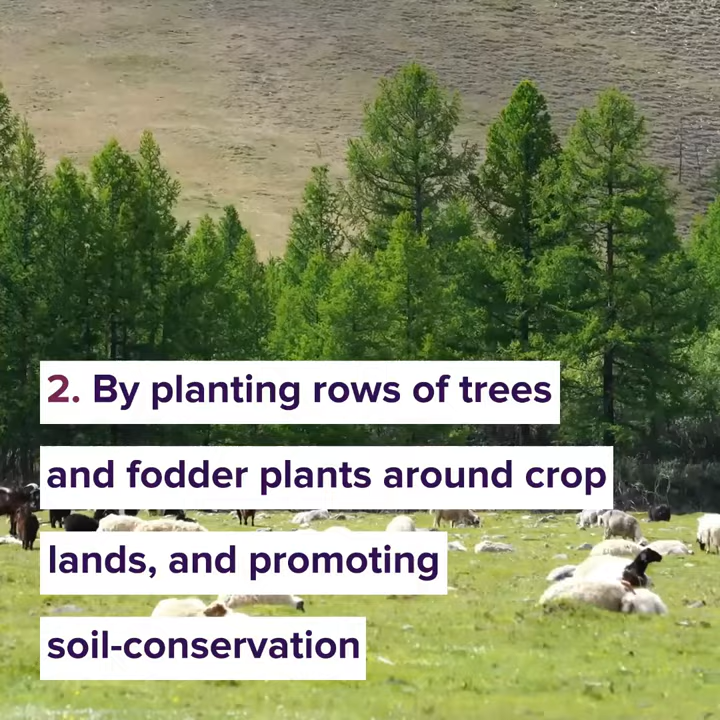 2. By planting rows of trees
and fodder plants around crop
lands, and promoting
soil-conservation